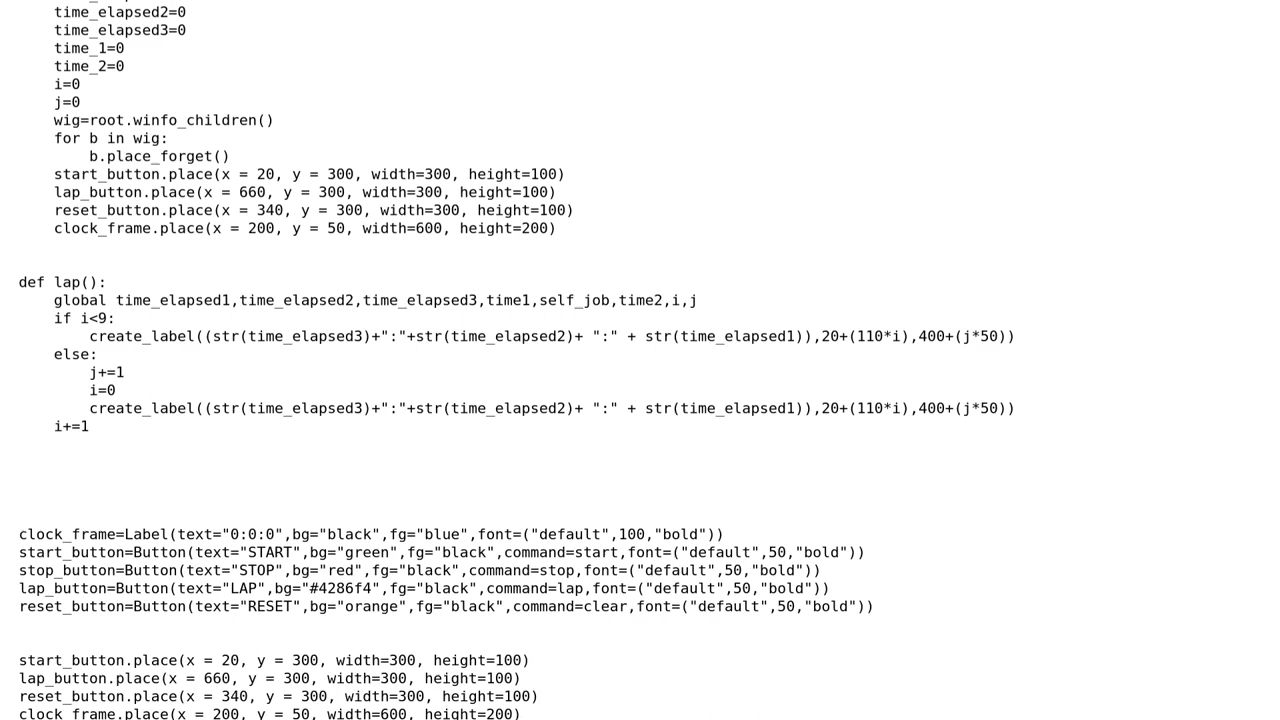 time_elapsed2=0
    time_elapsed3=0
    time_1=0
    time_2=0
    i=0
    j=0
    wig=root.winfo_children()
    for b in wig:
        b.place_forget()
    start_button.place(x = 20, y = 300, width=300, height=100)
    lap_button.place(x = 660, y = 300, width=300, height=100)
    reset_button.place(x = 340, y = 300, width=300, height=100)
    clock_frame.place(x = 200, y = 50, width=600, height=200)
def lap():
    global time_elapsed1,time_elapsed2,time_elapsed3,time1,self_job,time2,i,j
    if i<9:
        create_label((str(time_elapsed3)+":"+str(time_elapsed2)+ ":" + str(time_elapsed1)),20+(110*i),400+(j*50))
    else:
        j+=1
        i=0
        create_label((str(time_elapsed3)+":"+str(time_elapsed2)+ ":" + str(time_elapsed1)),20+(110*i),400+(j*50))
    i+=1
clock_frame=Label(text="0:0:0",bg="black",fg="blue",font=("default",100,"bold"))
start_button=Button(text="START",bg="green",fg="black",command=start,font=("default",50,"bold"))
stop_button=Button(text="STOP",bg="red",fg="black",command=stop,font=("default",50,"bold"))
lap_button=Button(text="LAP",bg="#4286f4",fg="black",command=lap,font=("default",50,"bold"))
reset_button=Button(text="RESET",bg="orange",fg="black",command=clear,font=("default",50,"bold"))
start_button.place(x = 20, y = 300, width=300, height=100)
lap_button.place(x = 660, y = 300, width=300, height=100)
reset_button.place(x = 340, y = 300, width=300, height=100)
clock_frame.place(x = 200, y = 50, width=600, height=200)